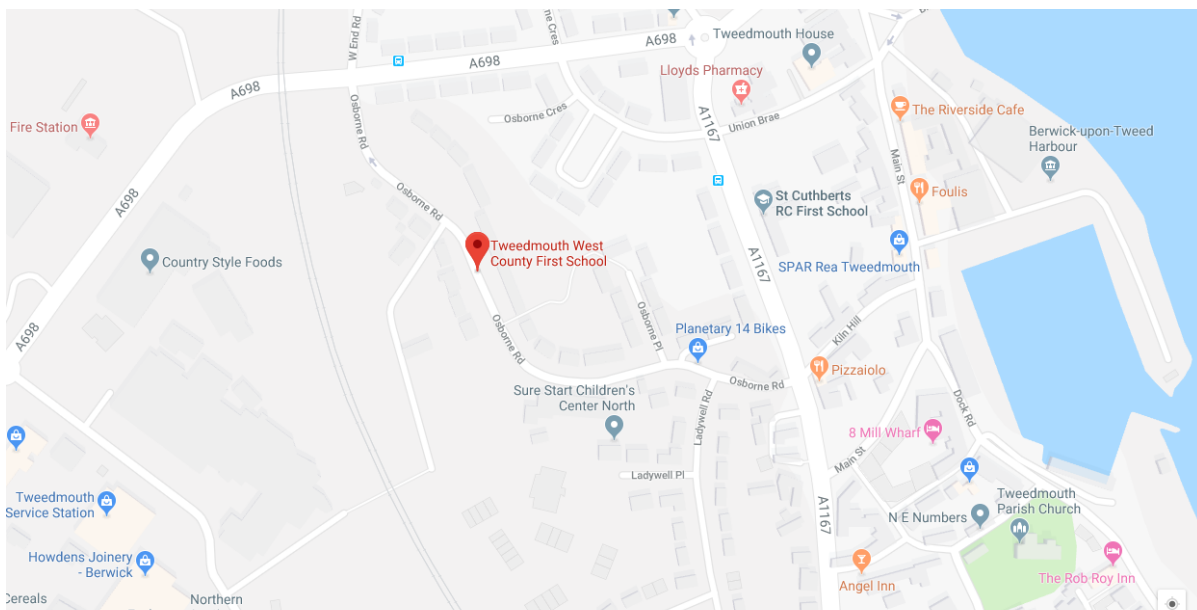 W End Rd
A698
A698
Tweedmouth House
Lloyds Pharmacy
A698
Osborne Rd
Osborne Cres
Osborne Cres
A1167
Union Brae
The Riverside Cafe
Fire Station
Berwick-upon-Tweed
Harbour
Main St
A698
Osborne Rd
St Cuthberts
RC First School
Foulis
Tweedmouth West
County First School
Country Style Foods
SPAR Rea Tweedmouth
A1167
A698
Osborne Rd
Osborne Pl
Planetary 14 Bikes
Kiln Hill
Pizzaiolo
Osborne Rd
Sure Start Children's
Center North
Ladywell Rd
Dock Rd
8 Mill Wharf
Main St
Ladywell Pl
Tweedmouth
Service Station
A1167
N E Numbers
Tweedmouth
Parish Church
Howdens Joinery
- Berwick
Angel Inn
The Rob Roy Inn
Cereals
Northern